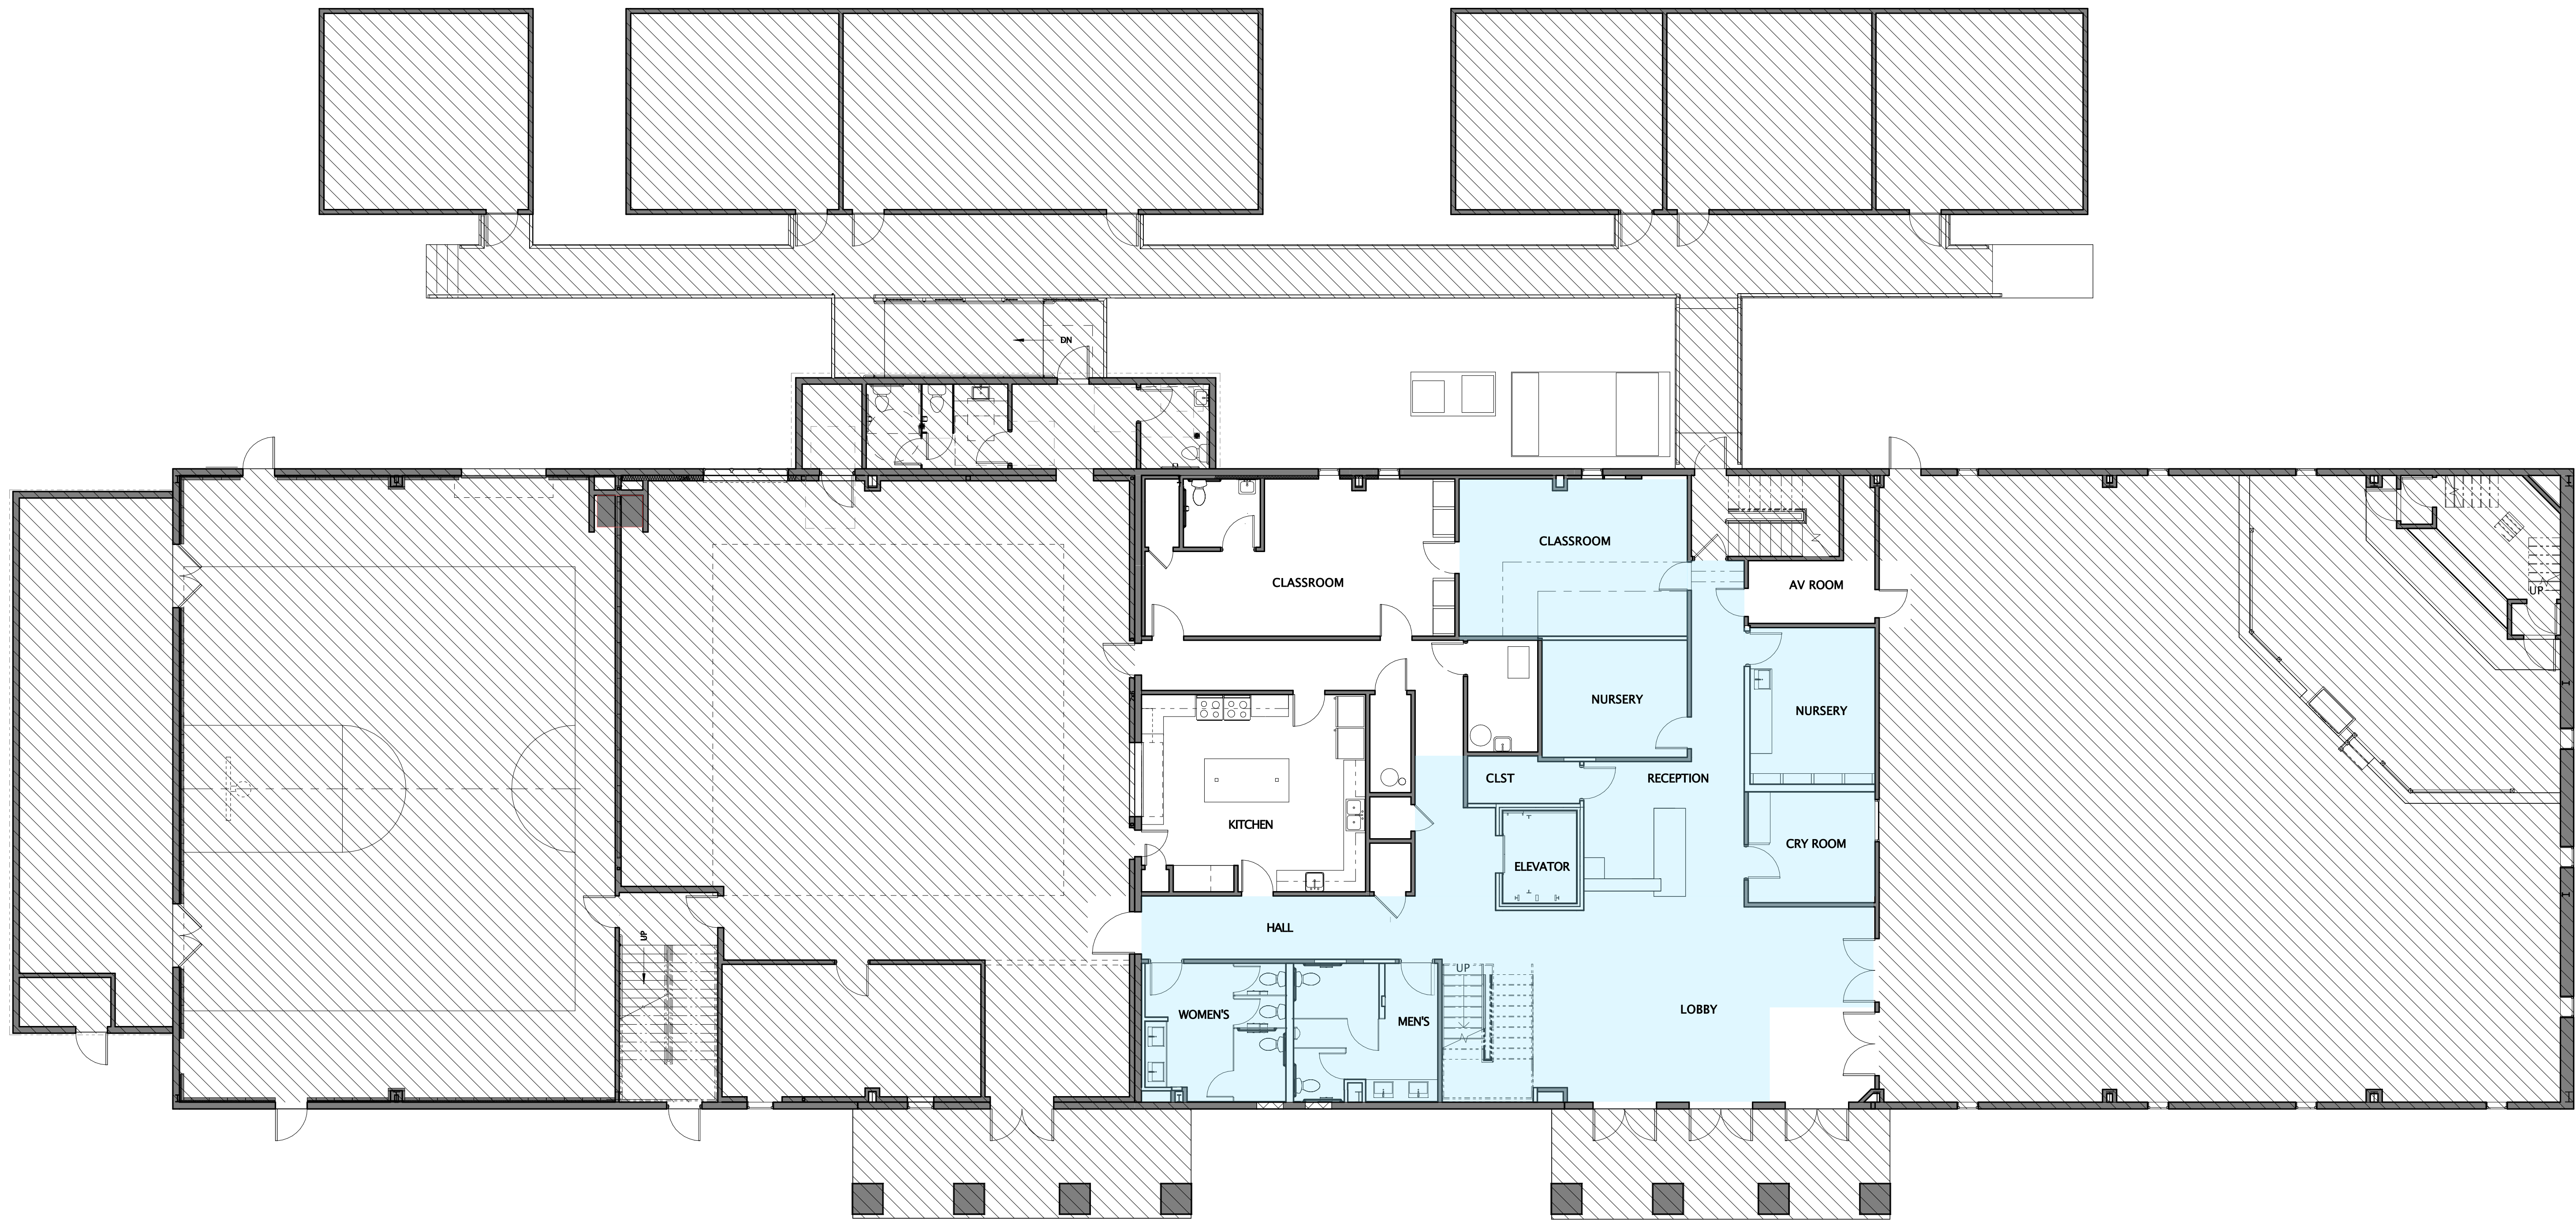 DN
CLASSROOM
CLASSROOM
AV ROOM
UP
NURSERY
NURSERY
CLST
RECEPTION
KITCHEN
CRY ROOM
ELEVATOR
HALL
UP
UP
WOMEN'S
MEN'S
LOBBY